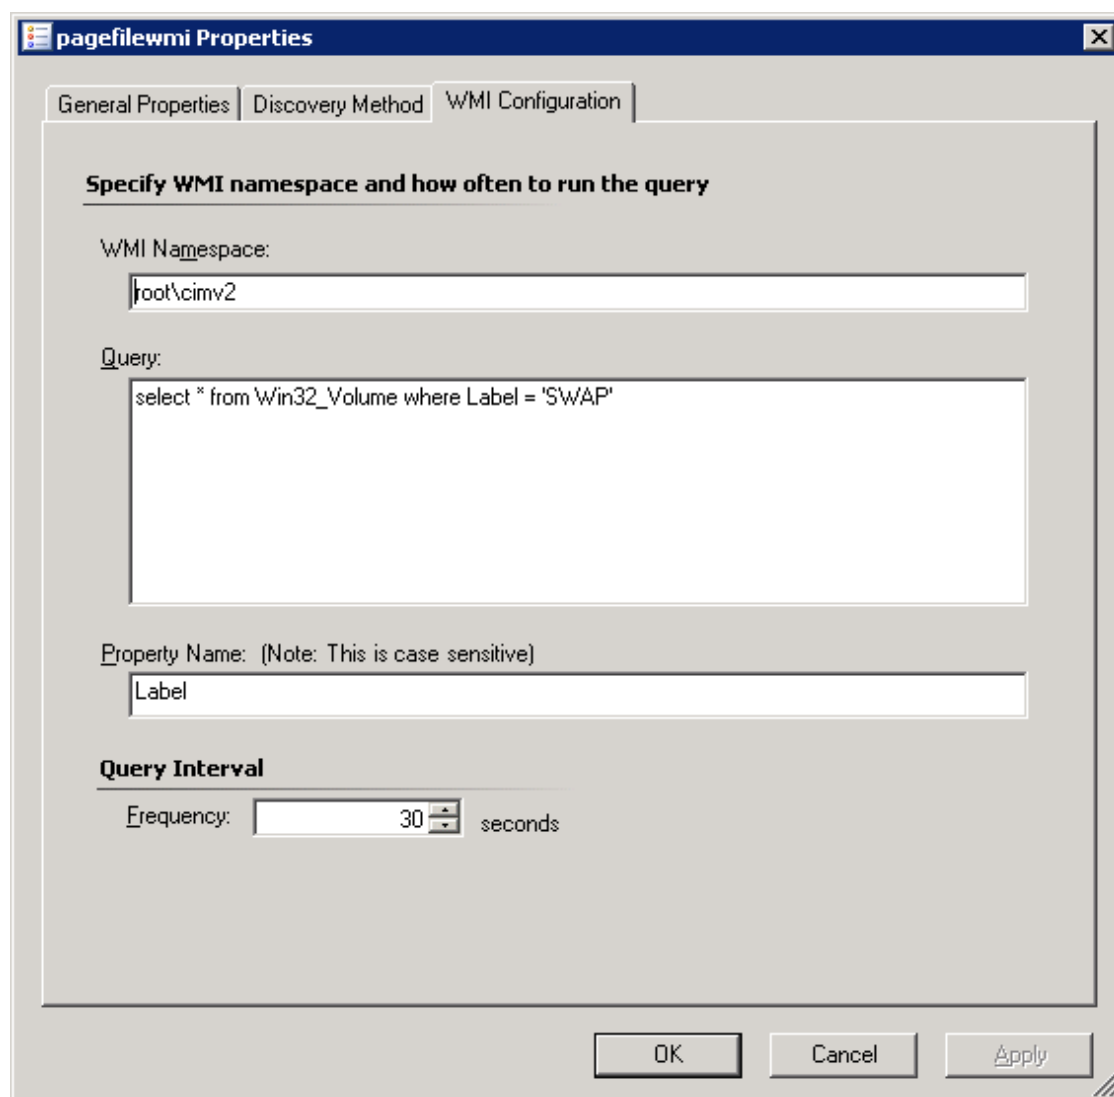 pagefilewmi Properties
General Properties
Discovery Method
WMI Configuration
Specify WMI namespace and how often to run the query
WMI Namespace:
root\cimv2
Query:
select * from Win32_Volume where Label = 'SWAP'
Property Name: (Note: This is case sensitive)
Label
Query Interval
Frequency: 30 seconds
OK
Cancel
Apply